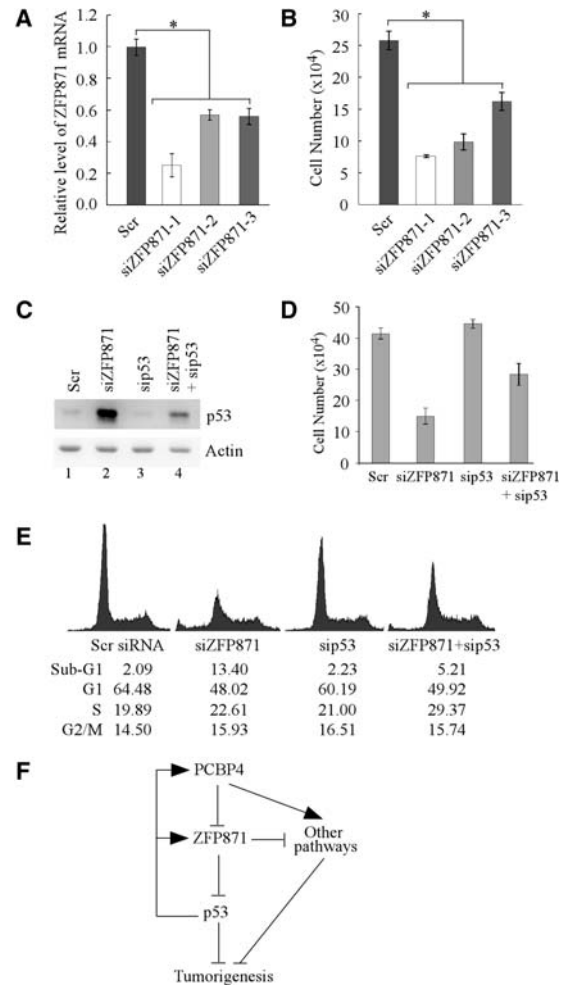 A
Relative level of ZFP871 mRNA
1.2
1.0
0.8
0.6
0.4
0.2
0.0
*
Scr
siZFP871-1
siZFP871-2
siZFP871-3
B
Cell Number (x10⁴)
30
25
20
15
10
5
0
*
Scr
siZFP871-1
siZFP871-2
siZFP871-3
C
Scr
siZFP871
sip53
siZFP871
+ sip53
p53
Actin
1 2 3 4
D
Cell Number (x10⁴)
50
40
30
20
10
0
Scr siZFP871 sip53 siZFP871
+ sip53
E
Scr siRNA siZFP871 sip53 siZFP871+sip53
Sub-G1 2.09 13.40 2.23 5.21
G1 64.48 48.02 60.19 49.92
S 19.89 22.61 21.00 29.37
G2/M 14.50 15.93 16.51 15.74
F
PCBP4
ZFP871
Other
pathways
p53
Tumorigenesis